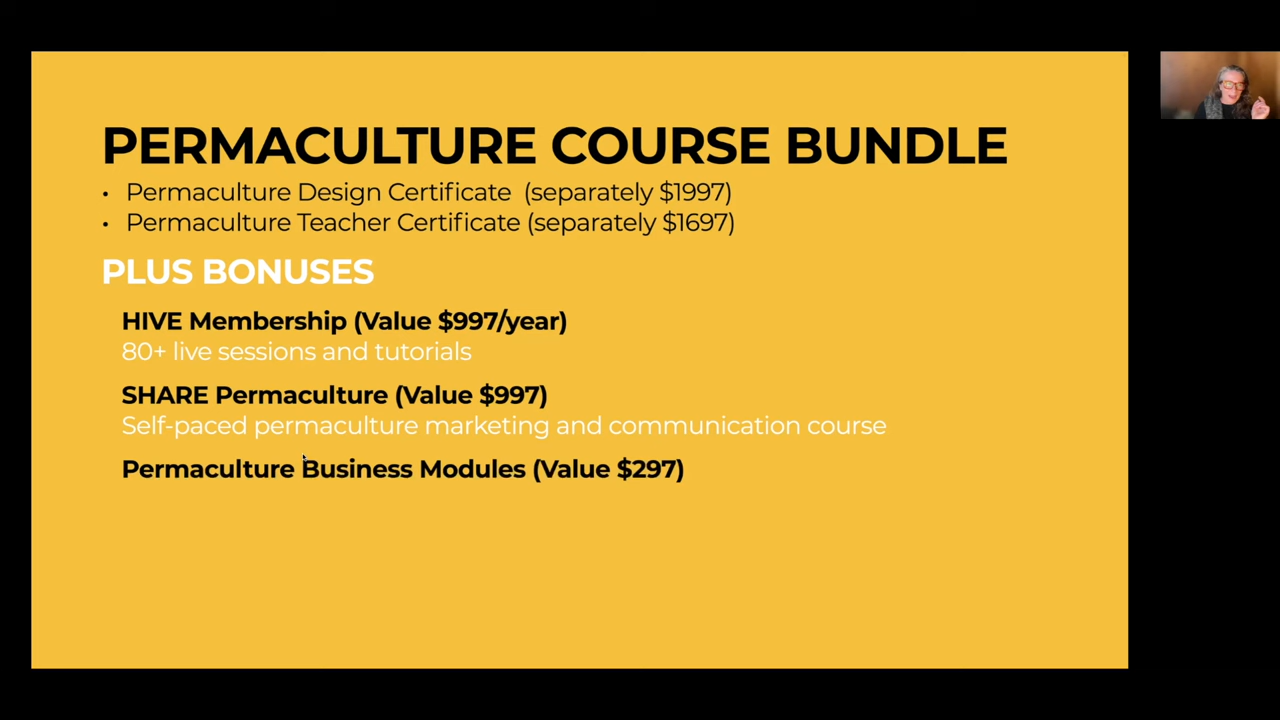 PERMACULTURE COURSE BUNDLE
• Permaculture Design Certificate (separately $1997)
• Permaculture Teacher Certificate (separately $1697)
PLUS BONUSES
HIVE Membership (Value $997/year)
80+ live sessions and tutorials
SHARE Permaculture (Value $997)
Self-paced permaculture marketing and communication course
Permaculture Business Modules (Value $297)